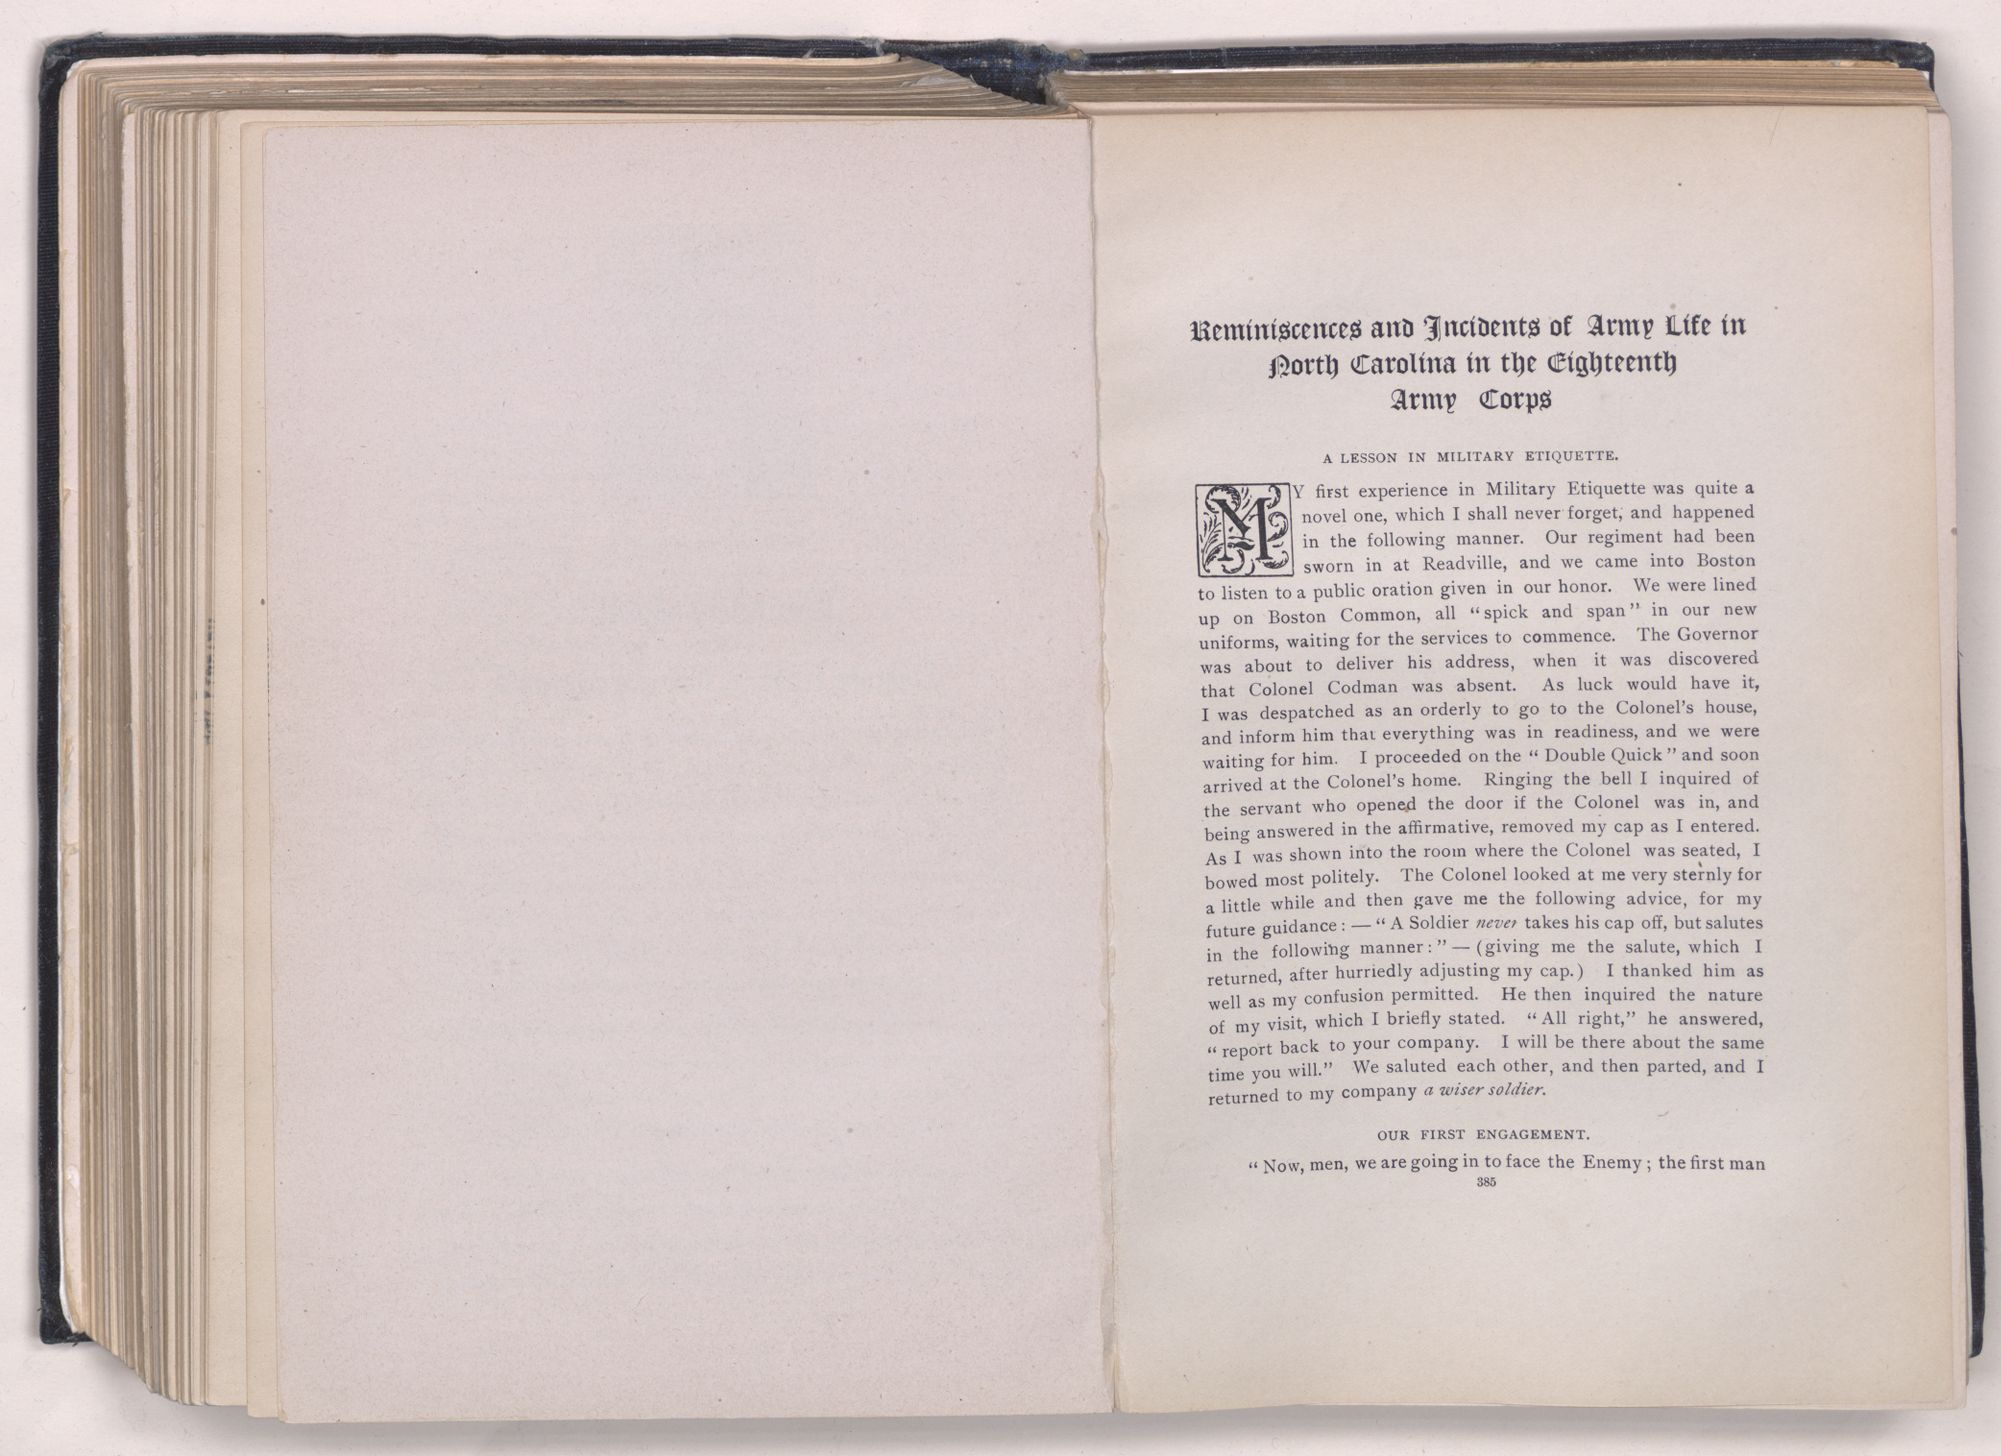 Reminiscences and Incidents of Army Life in
North Carolina in the Eighteenth
Army Corps
A LESSON IN MILITARY ETIQUETTE.
MY first experience in Military Etiquette was quite a
novel one, which I shall never forget, and happened
in the following manner. Our regiment had been
sworn in at Readville, and we came into Boston
to listen to a public oration given in our honor. We were lined
up on Boston Common, all “spick and span” in our new
uniforms, waiting for the services to commence. The Governor
was about to deliver his address, when it was discovered
that Colonel Codman was absent. As luck would have it,
I was despatched as an orderly to go to the Colonel’s house,
and inform him that everything was in readiness, and we were
waiting for him. I proceeded on the “Double Quick” and soon
arrived at the Colonel’s home. Ringing the bell I inquired of
the servant who opened the door if the Colonel was in, and
being answered in the affirmative, removed my cap as I entered.
As I was shown into the room where the Colonel was seated, I
bowed most politely. The Colonel looked at me very sternly for
a little while and then gave me the following advice, for my
future guidance: — “A Soldier never takes his cap off, but salutes
in the following manner:” — (giving me the salute, which I
returned, after hurriedly adjusting my cap.) I thanked him as
well as my confusion permitted. He then inquired the nature
of my visit, which I briefly stated. “All right,” he answered,
“report back to your company. I will be there about the same
time you will.” We saluted each other, and then parted, and I
returned to my company a wiser soldier.
OUR FIRST ENGAGEMENT.
“Now, men, we are going in to face the Enemy; the first man
385